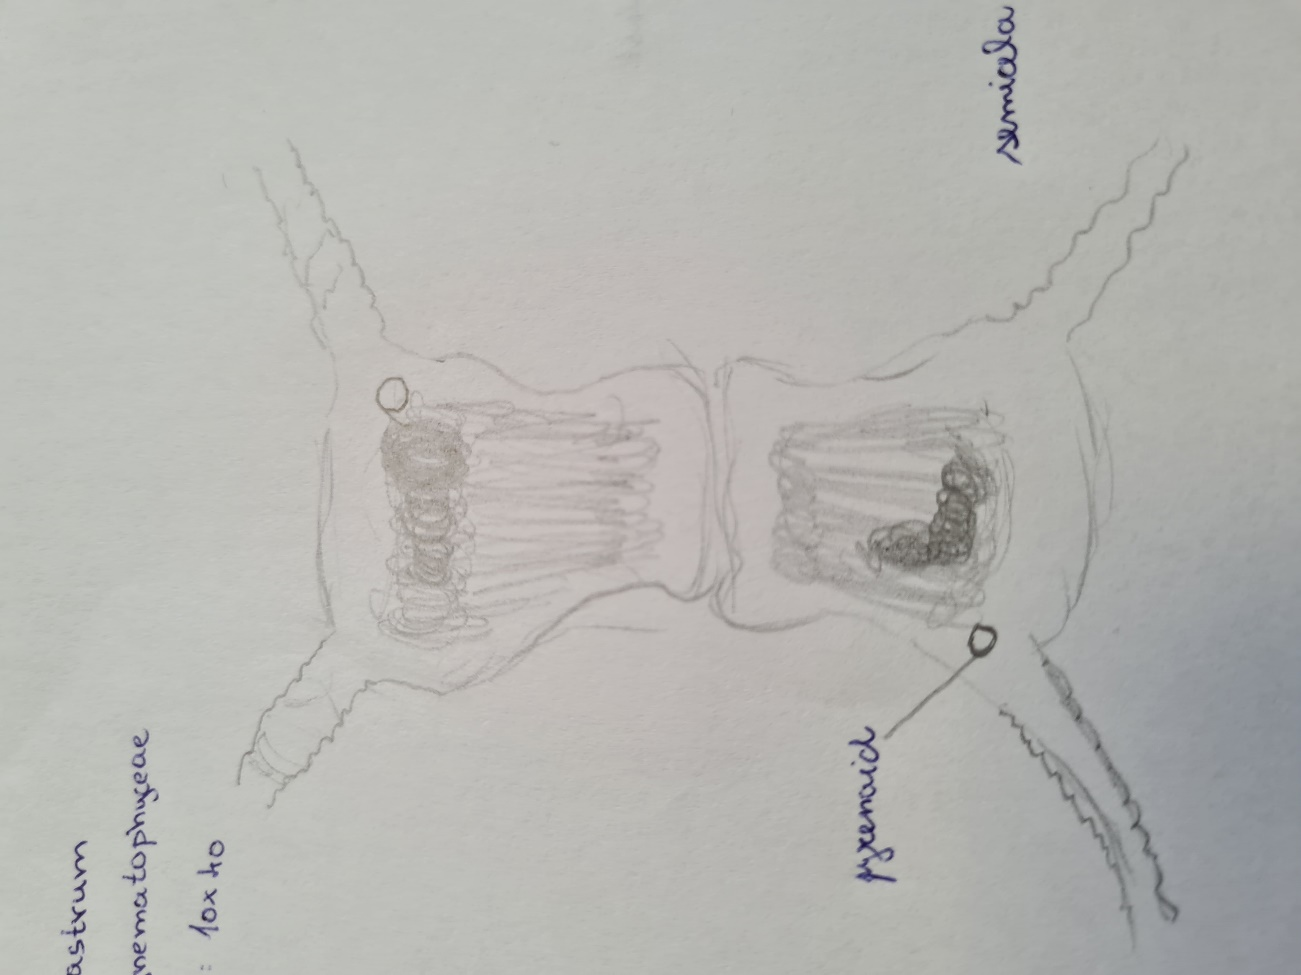 astrum
nematophyceae
: 10x40
pyrenoid
semicela